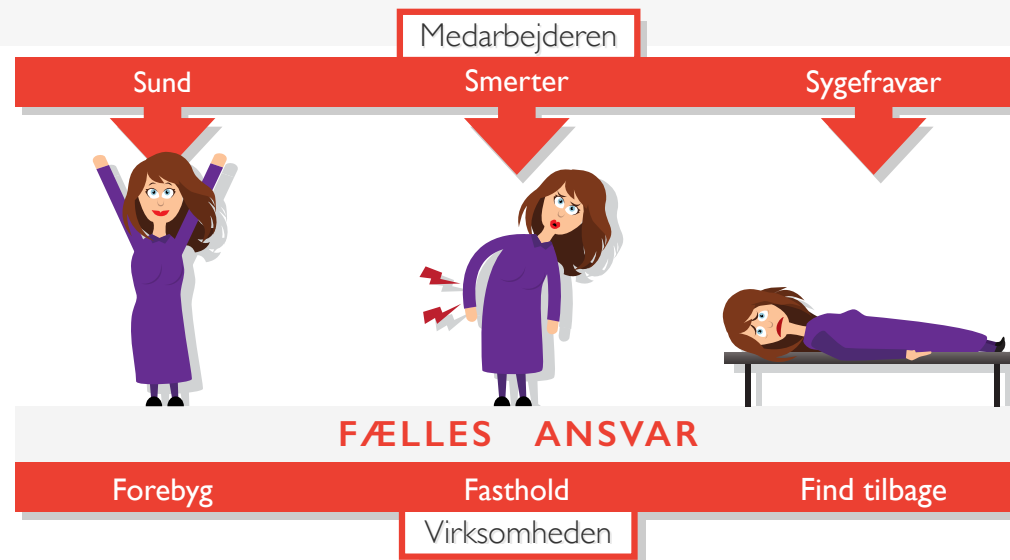 Medarbejderen
Sund Smerter Sygefravær
FÆLLES ANSVAR
Forebyg Fasthold Find tilbage
Virksomheden